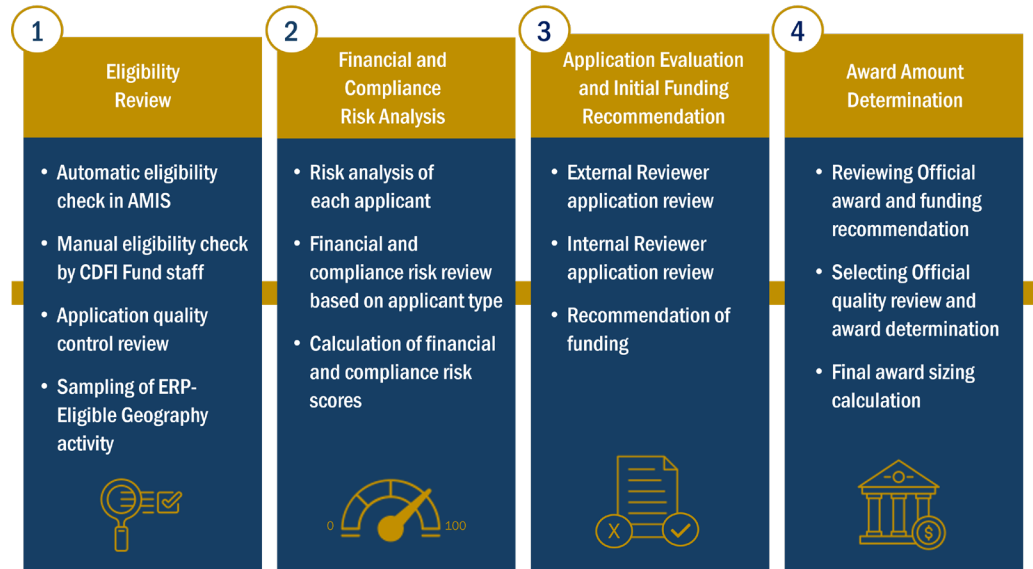 1
Eligibility
Review
• Automatic eligibility
check in AMIS
• Manual eligibility check
by CDFI Fund staff
• Application quality
control review
• Sampling of ERP-
Eligible Geography
activity
2
Financial and
Compliance
Risk Analysis
• Risk analysis of
each applicant
• Financial and
compliance risk review
based on applicant type
• Calculation of financial
and compliance risk
scores
0
100
3
Application Evaluation
and Initial Funding
Recommendation
• External Reviewer
application review
• Internal Reviewer
application review
• Recommendation of
funding
X
4
Award Amount
Determination
• Reviewing Official
award and funding
recommendation
• Selecting Official
quality review and
award determination
• Final award sizing
calculation
$